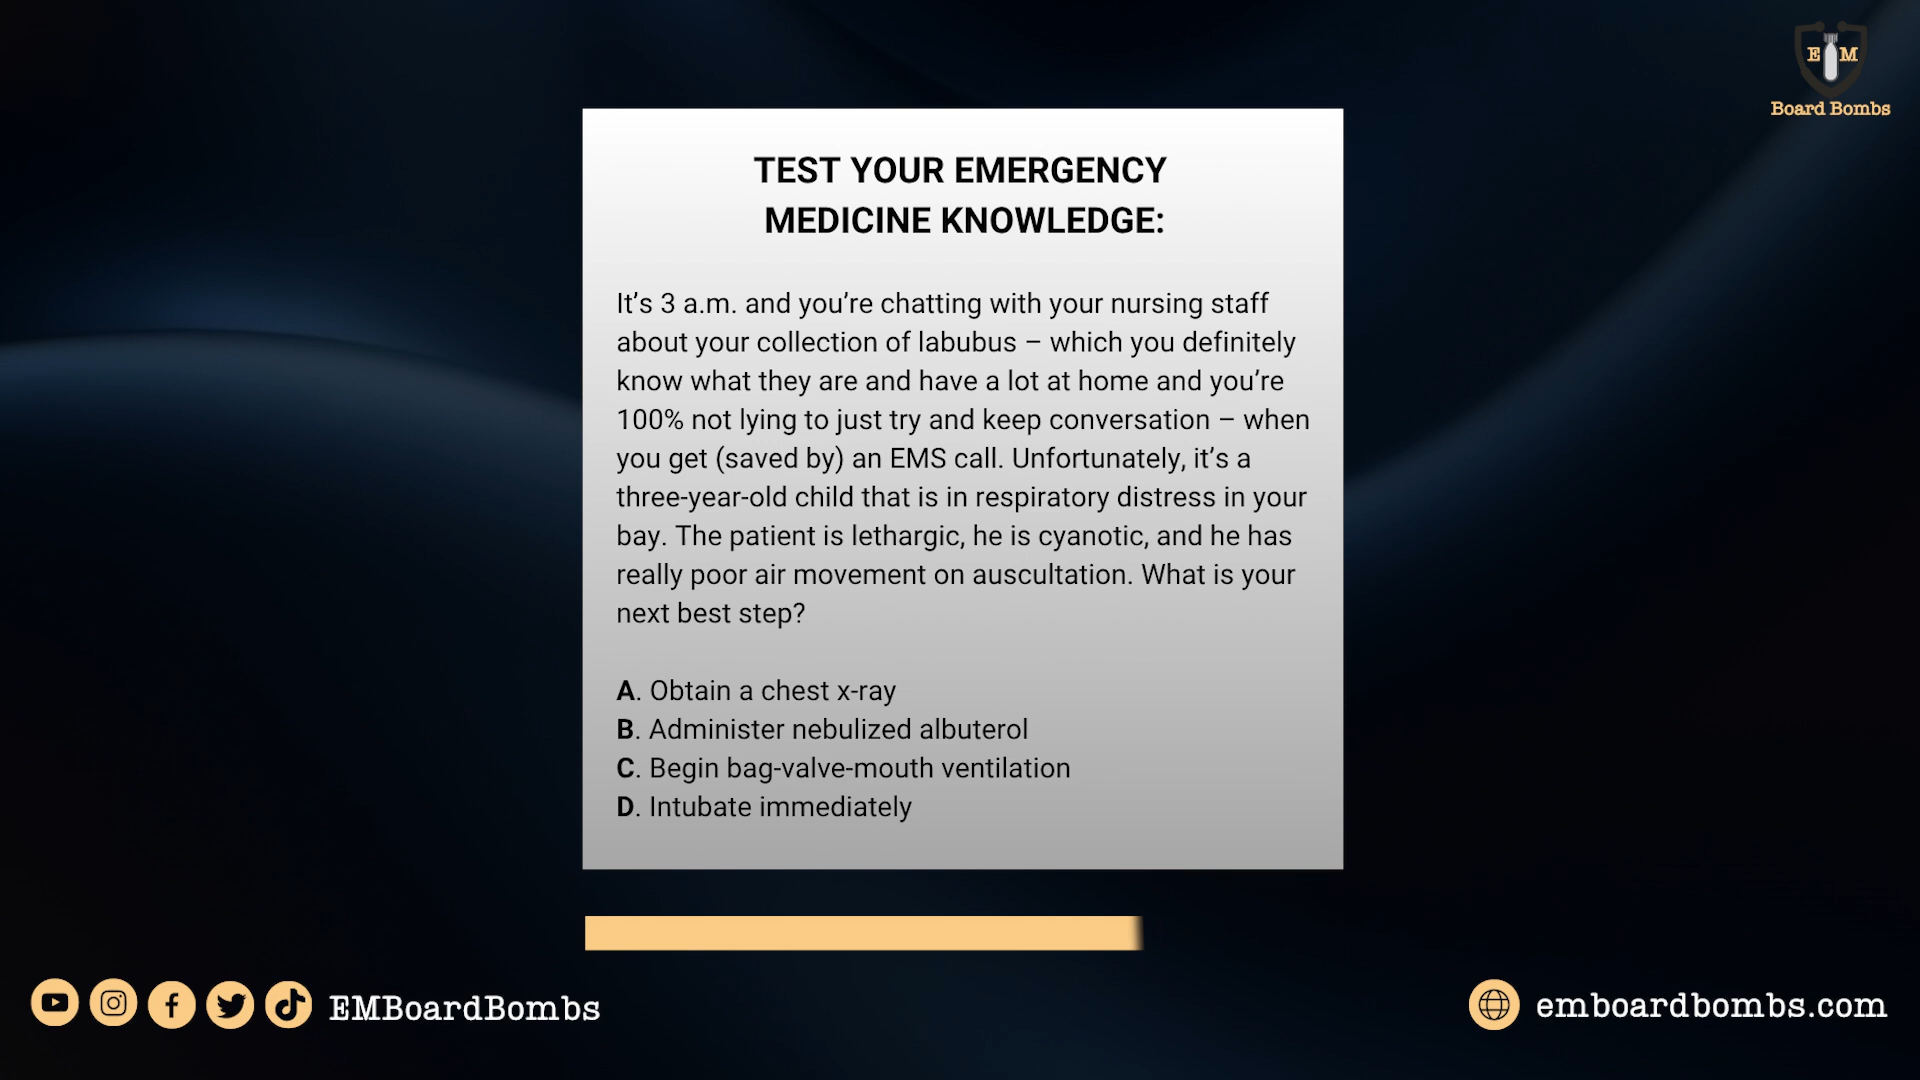 E M
Board Bombs
TEST YOUR EMERGENCY
MEDICINE KNOWLEDGE:
It’s 3 a.m. and you’re chatting with your nursing staff
about your collection of labubus – which you definitely
know what they are and have a lot at home and you’re
100% not lying to just try and keep conversation – when
you get (saved by) an EMS call. Unfortunately, it’s a
three-year-old child that is in respiratory distress in your
bay. The patient is lethargic, he is cyanotic, and he has
really poor air movement on auscultation. What is your
next best step?
A. Obtain a chest x-ray
B. Administer nebulized albuterol
C. Begin bag-valve-mouth ventilation
D. Intubate immediately
EMBoardBombs
emboardbombs.com